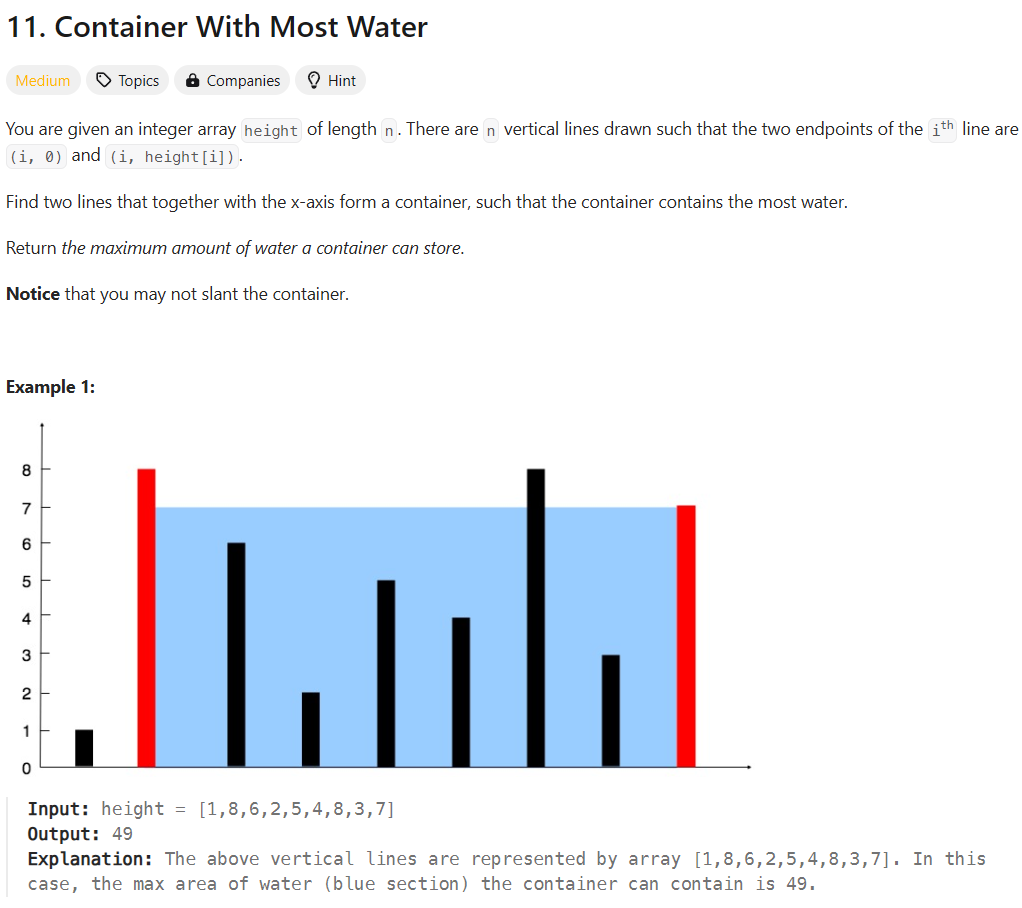 11. Container With Most Water
Medium Topics Companies Hint
You are given an integer array height of length n. There are n vertical lines drawn such that the two endpoints of the ith line are
(i, 0) and (i, height[i]).
Find two lines that together with the x-axis form a container, such that the container contains the most water.
Return the maximum amount of water a container can store.
Notice that you may not slant the container.
Example 1:
8
7
6
5
4
3
2
1
0
Input: height = [1,8,6,2,5,4,8,3,7]
Output: 49
Explanation: The above vertical lines are represented by array [1,8,6,2,5,4,8,3,7]. In this
case, the max area of water (blue section) the container can contain is 49.